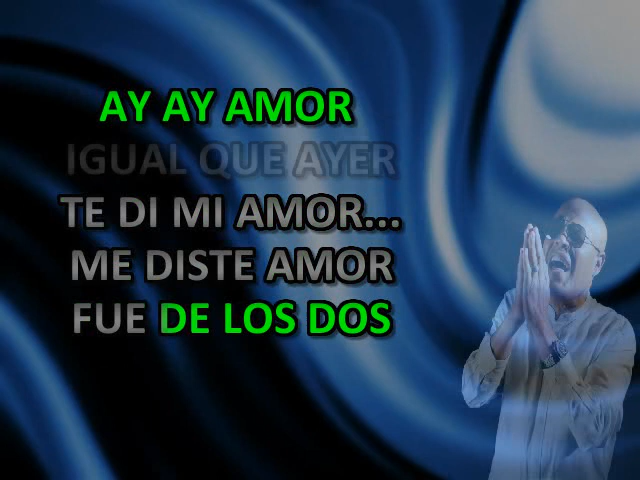 AY AY AMOR
IGUAL QUE AYER
TE DI MI AMOR...
ME DISTE AMOR
FUE DE LOS DOS